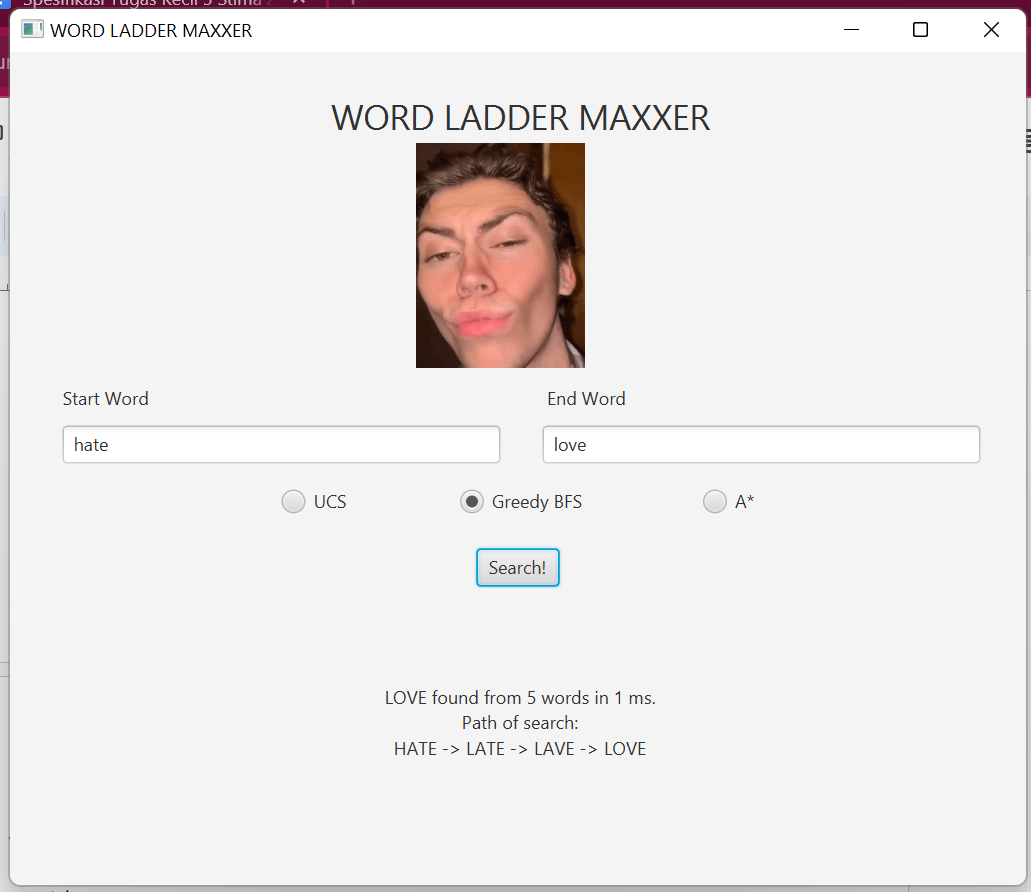 Spesifikasi Tugas Kecil 3 Stima
WORD LADDER MAXXER
WORD LADDER MAXXER
Start Word
End Word
hate
love
UCS
Greedy BFS
A*
Search!
LOVE found from 5 words in 1 ms.
Path of search:
HATE -> LATE -> LAVE -> LOVE